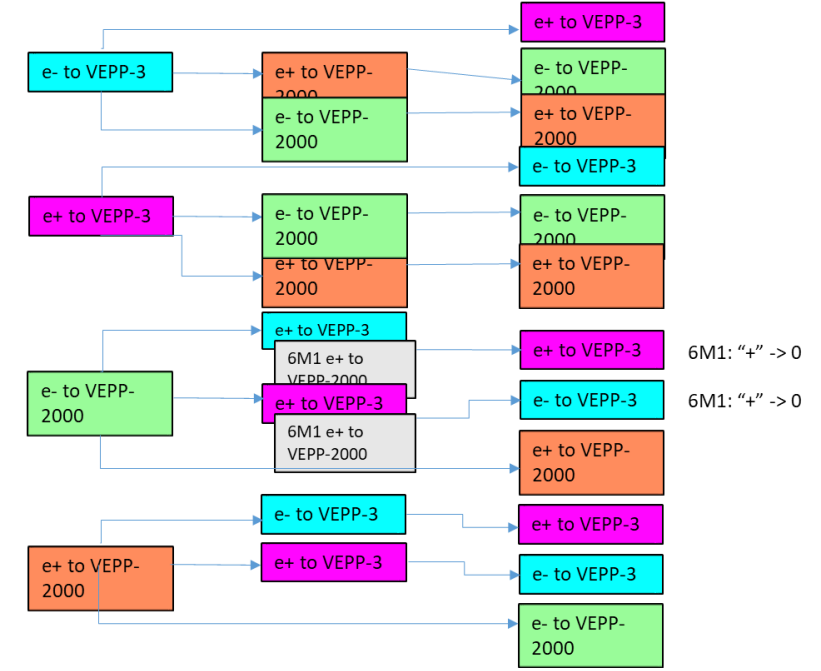 e+ to VEPP-3
e- to VEPP-3
e+ to VEPP-
2000
e- to VEPP-
2000
e- to VEPP-
2000
e+ to VEPP-
2000
e- to VEPP-3
e+ to VEPP-3
e- to VEPP-
2000
e+ to VEPP-
2000
e- to VEPP-
2000
e+ to VEPP-
2000
e+ to VEPP-3
6M1 e+ to
VEPP-2000
e+ to VEPP-3
6M1: “+” -> 0
e- to VEPP-
2000
e+ to VEPP-3
6M1 e+ to
VEPP-2000
e- to VEPP-3
6M1: “+” -> 0
e+ to VEPP-
2000
e- to VEPP-3
e+ to VEPP-3
e+ to VEPP-
2000
e+ to VEPP-3
e- to VEPP-3
e- to VEPP-
2000